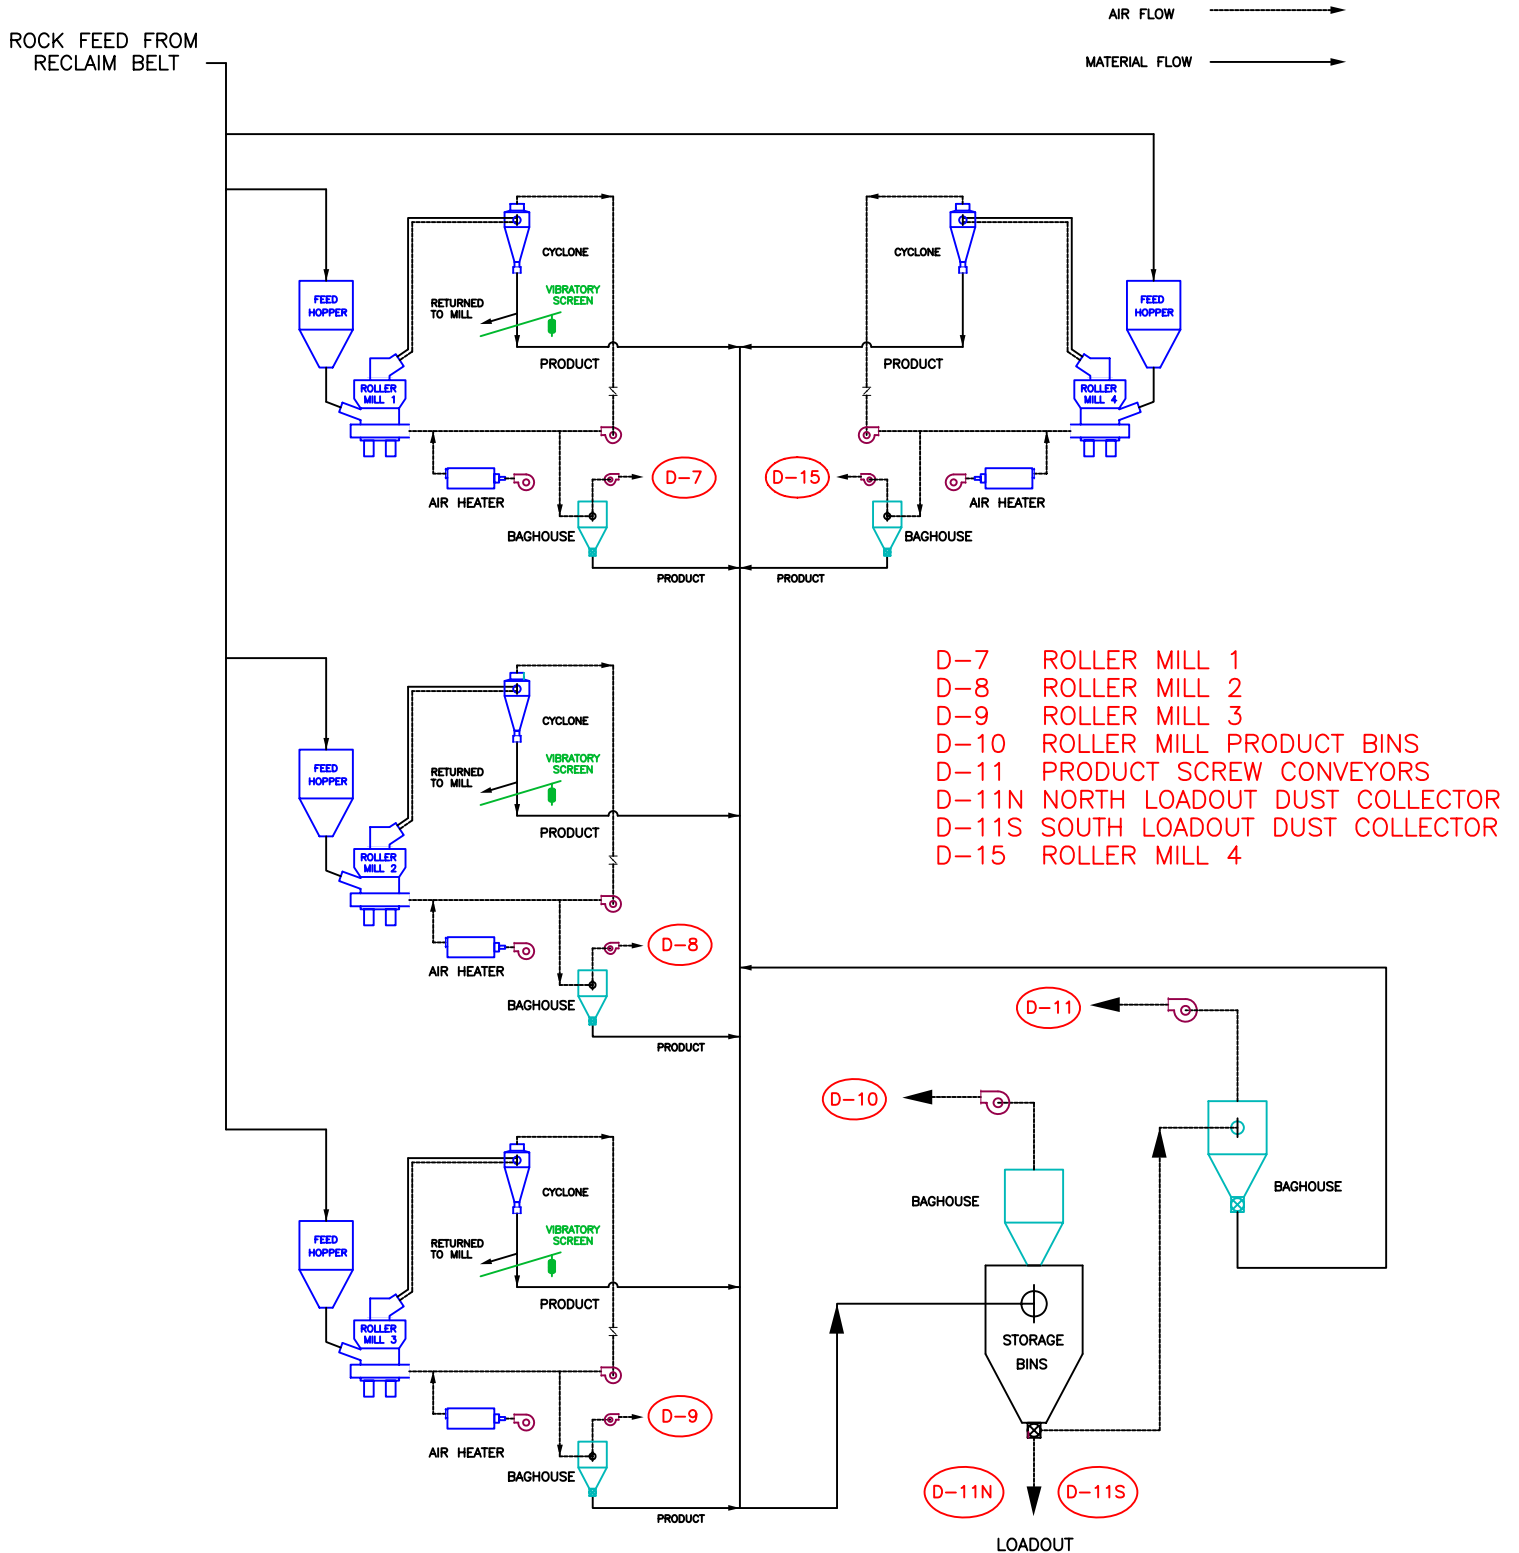 AIR FLOW
ROCK FEED FROM
RECLAIM BELT
MATERIAL FLOW
CYCLONE
FEED
HOPPER
RETURNED
TO MILL
VIBRATORY
SCREEN
PRODUCT
ROLLER
MILL 1
AIR HEATER
D-7
BAGHOUSE
PRODUCT
CYCLONE
FEED
HOPPER
PRODUCT
ROLLER
MILL 4
D-15
AIR HEATER
BAGHOUSE
PRODUCT
D-7 ROLLER MILL 1
D-8 ROLLER MILL 2
D-9 ROLLER MILL 3
D-10 ROLLER MILL PRODUCT BINS
D-11 PRODUCT SCREW CONVEYORS
D-11N NORTH LOADOUT DUST COLLECTOR
D-11S SOUTH LOADOUT DUST COLLECTOR
D-15 ROLLER MILL 4
CYCLONE
FEED
HOPPER
RETURNED
TO MILL
VIBRATORY
SCREEN
PRODUCT
ROLLER
MILL 2
AIR HEATER
D-8
BAGHOUSE
PRODUCT
D-11
D-10
BAGHOUSE
BAGHOUSE
CYCLONE
FEED
HOPPER
RETURNED
TO MILL
VIBRATORY
SCREEN
PRODUCT
ROLLER
MILL 3
AIR HEATER
D-9
BAGHOUSE
PRODUCT
STORAGE
BINS
D-11N
D-11S
LOADOUT